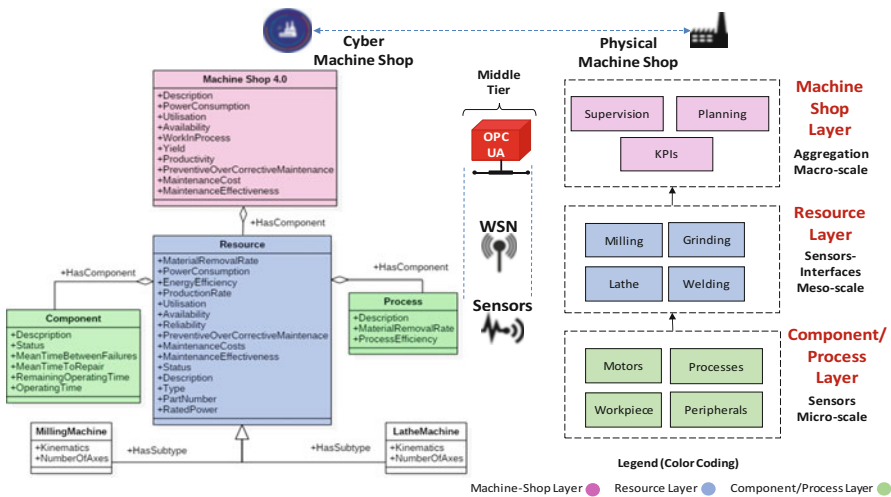 Cyber
Machine Shop
Physical
Machine Shop
Machine Shop 4.0
+Description
+PowerConsumption
+Utilisation
+Availability
+WorkInProcess
+Yield
+Productivity
+PreventiveOverCorrectiveMaintenance
+MaintenanceCost
+MaintenanceEffectiveness
+HasComponent
Resource
+MaterialRemovalRate
+PowerConsumption
+EnergyEfficiency
+ProductionRate
+Utilisation
+Availability
+Reliability
+PreventiveOverCorrectiveMaintenace
+MaintenanceCosts
+MaintenanceEffectiveness
+Status
+Description
+Type
+PartNumber
+RatedPower
+HasComponent
Component
+Descpription
+Status
+MeanTimeBetweenFailures
+MeanTimeToRepair
+RemainingOperatingTime
+OperatingTime
+HasComponent
Process
+Description
+MaterialRemovalRate
+ProcessEfficiency
MillingMachine
+Kinematics
+NumberOfAxes
+HasSubtype
+HasSubtype
LatheMachine
+Kinematics
+NumberOfAxes
Middle
Tier
OPC
UA
WSN
Sensors
Supervision
Planning
KPIs
Machine
Shop
Layer
Aggregation
Macro-scale
Milling
Grinding
Lathe
Welding
Resource
Layer
Sensors-
Interfaces
Meso-scale
Motors
Processes
Workpiece
Peripherals
Component/
Process
Layer
Sensors
Micro-scale
Legend (Color Coding)
Machine-Shop Layer
Resource Layer
Component/Process Layer